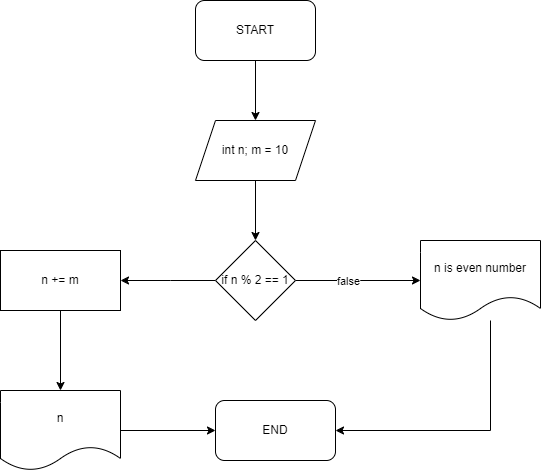 START
int n; m = 10
if n % 2 == 1
false
n is even number
n += m
n
END